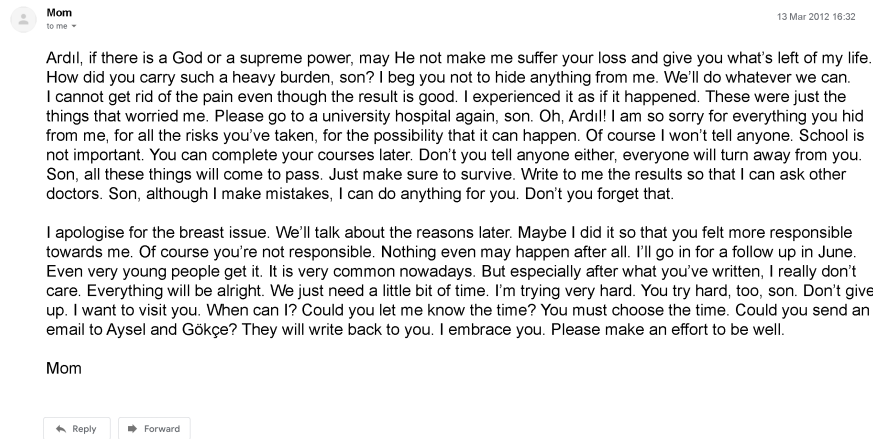 Mom
13 Mar 2012 16:32
to me
Ardıl, if there is a God or a supreme power, may He not make me suffer your loss and give you what's left of my life.
How did you carry such a heavy burden, son? I beg you not to hide anything from me. We'll do whatever we can.
I cannot get rid of the pain even though the result is good. I experienced it as if it happened. These were just the
things that worried me. Please go to a university hospital again, son. Oh, Ardıl! I am so sorry for everything you hid
from me, for all the risks you've taken, for the possibility that it can happen. Of course I won't tell anyone. School is
not important. You can complete your courses later. Don't you tell anyone either, everyone will turn away from you.
Son, all these things will come to pass. Just make sure to survive. Write to me the results so that I can ask other
doctors. Son, although I make mistakes, I can do anything for you. Don't you forget that.
I apologise for the breast issue. We'll talk about the reasons later. Maybe I did it so that you felt more responsible
towards me. Of course you're not responsible. Nothing even may happen after all. I'll go in for a follow up in June.
Even very young people get it. It is very common nowadays. But especially after what you've written, I really don't
care. Everything will be alright. We just need a little bit of time. I'm trying very hard. You try hard, too, son. Don't give
up. I want to visit you. When can I? Could you let me know the time? You must choose the time. Could you send an
email to Aysel and Gökçe? They will write back to you. I embrace you. Please make an effort to be well.
Mom
Reply
Forward